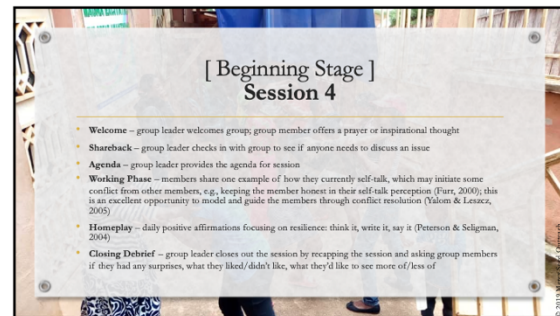 [ Beginning Stage ]
Session 4
Welcome – group leader welcomes group; group member offers a prayer or inspirational thought
Shareback – group leader checks in with group to see if anyone needs to discuss an issue
Agenda – group leader provides the agenda for session
Working Phase – members share one example of how they currently self-talk, which may initiate some
conflict from other members, e.g., keeping the member honest in their self-talk perception (Furr, 2000); this
is an excellent opportunity to model and guide the members through conflict resolution (Yalom & Leszcz,
2005)
Homeplay – daily positive affirmations focusing on resilience: think it, write it, say it (Peterson & Seligman,
2004)
Closing Debrief – group leader closes out the session by recapping the session and asking group members
if they had any surprises, what they liked/didn't like, what they'd like to see more of/less of